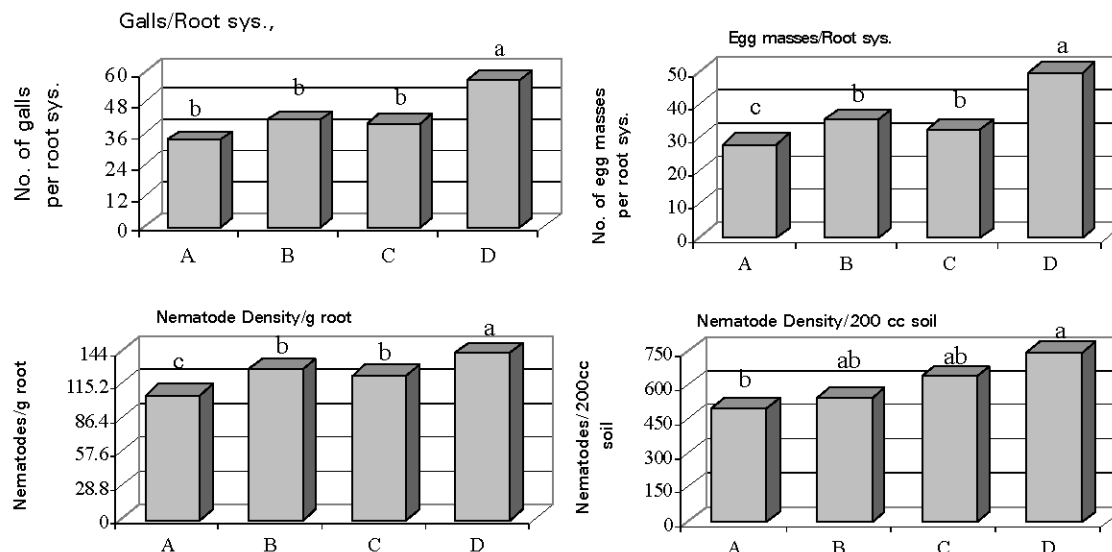 Galls/Root sys.,
No. of galls
per root sys.
60
48
36
24
12
0
b
b
b
a
A
B
C
D
Egg masses/Root sys.
No. of egg masses
per root sys.
50
40
30
20
10
0
c
b
b
a
A
B
C
D
Nematode Density/g root
Nematodes/g root
144
115.2
86.4
57.6
28.8
0
c
b
b
a
A
B
C
D
Nematode Density/200 cc soil
Nematodes/200cc
soil
750
600
450
300
150
0
b
ab
ab
a
A
B
C
D